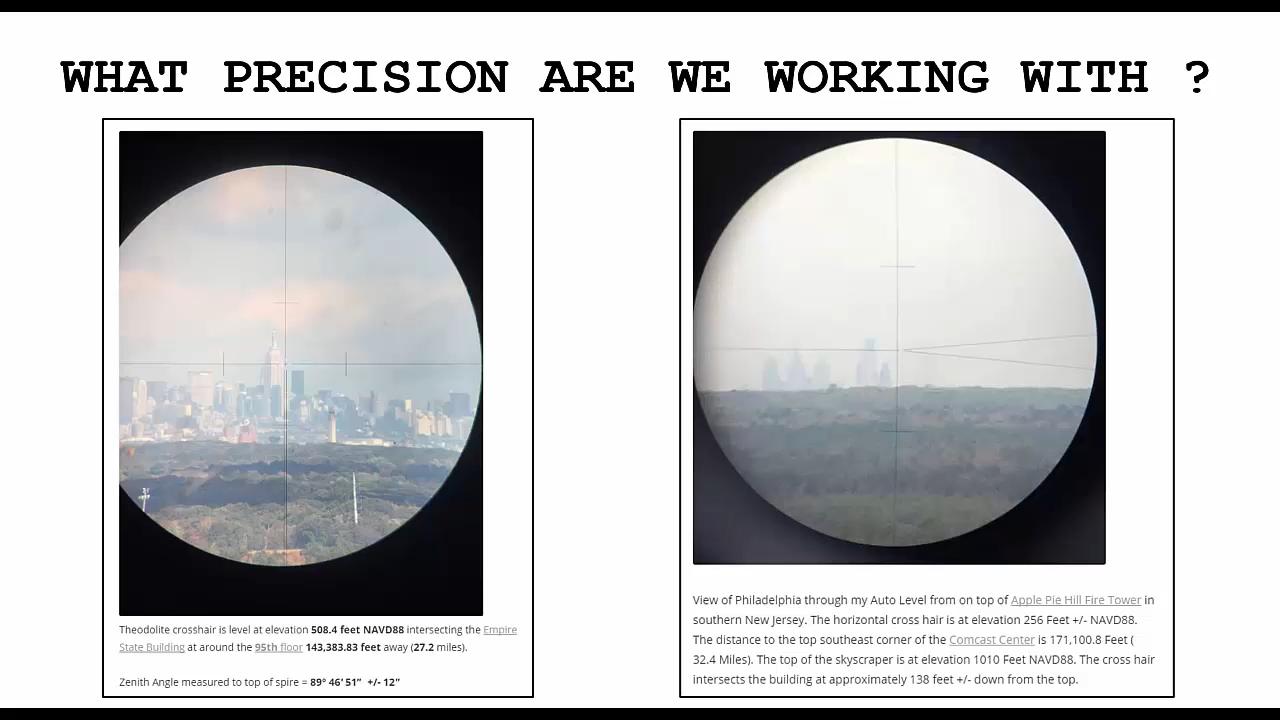 WHAT PRECISION ARE WE WORKING WITH ?
Theodolite crosshair is level at elevation 508.4 feet NAVD88 intersecting the Empire
State Building at around the 95th floor 143,383.83 feet away (27.2 miles).
Zenith Angle measured to top of spire = 89° 46' 51"  +/- 12"
View of Philadelphia through my Auto Level from on top of Apple Pie Hill Fire Tower in
southern New Jersey. The horizontal cross hair is at elevation 256 Feet +/- NAVD88.
The distance to the top southeast corner of the Comcast Center is 171,100.8 Feet (
32.4 Miles). The top of the skyscraper is at elevation 1010 Feet NAVD88. The cross hair
intersects the building at approximately 138 feet +/- down from the top.